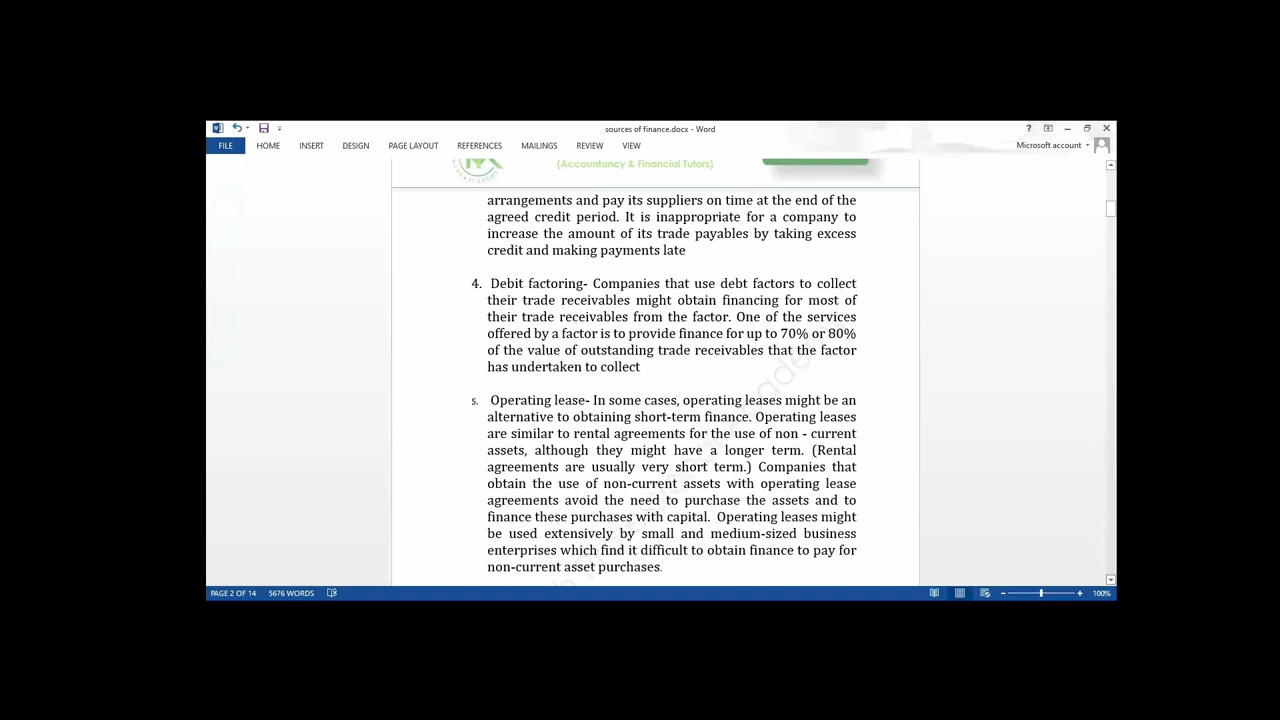 sources of finance.docx - Word
FILE HOME INSERT DESIGN PAGE LAYOUT REFERENCES MAILINGS REVIEW VIEW Microsoft account
(Accountancy & Financial Tutors)
arrangements and pay its suppliers on time at the end of the
agreed credit period. It is inappropriate for a company to
increase the amount of its trade payables by taking excess
credit and making payments late
4. Debit factoring- Companies that use debt factors to collect
their trade receivables might obtain financing for most of
their trade receivables from the factor. One of the services
offered by a factor is to provide finance for up to 70% or 80%
of the value of outstanding trade receivables that the factor
has undertaken to collect
5. Operating lease- In some cases, operating leases might be an
alternative to obtaining short-term finance. Operating leases
are similar to rental agreements for the use of non - current
assets, although they might have a longer term. (Rental
agreements are usually very short term.) Companies that
obtain the use of non-current assets with operating lease
agreements avoid the need to purchase the assets and to
finance these purchases with capital. Operating leases might
be used extensively by small and medium-sized business
enterprises which find it difficult to obtain finance to pay for
non-current asset purchases.
PAGE 2 OF 14 5676 WORDS 100%